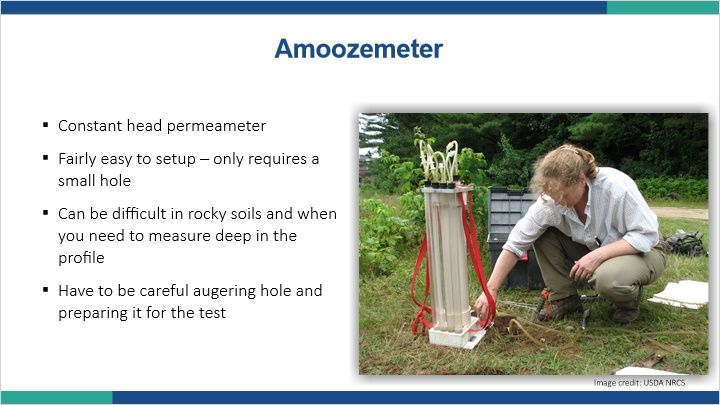 Amoozemeter
▪ Constant head permeameter
▪ Fairly easy to setup – only requires a
small hole
▪ Can be difficult in rocky soils and when
you need to measure deep in the
profile
▪ Have to be careful augering hole and
preparing it for the test
Image credit: USDA NRCS